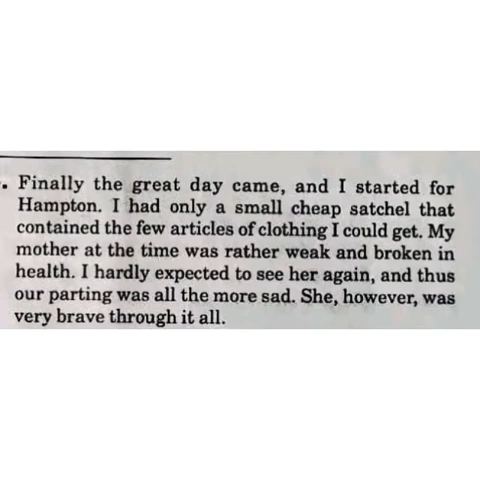 . Finally the great day came, and I started for
Hampton. I had only a small cheap satchel that
contained the few articles of clothing I could get. My
mother at the time was rather weak and broken in
health. I hardly expected to see her again, and thus
our parting was all the more sad. She, however, was
very brave through it all.